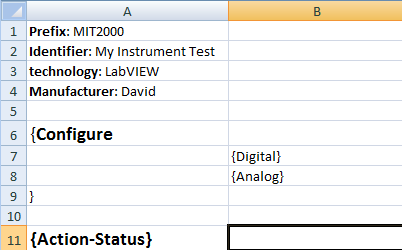 A B
1 Prefix: MIT2000
2 Identifier: My Instrument Test
3 technology: LabVIEW
4 Manufacturer: David
5
6 {Configure
7 {Digital}
8 {Analog}
9 }
10
11 {Action-Status}